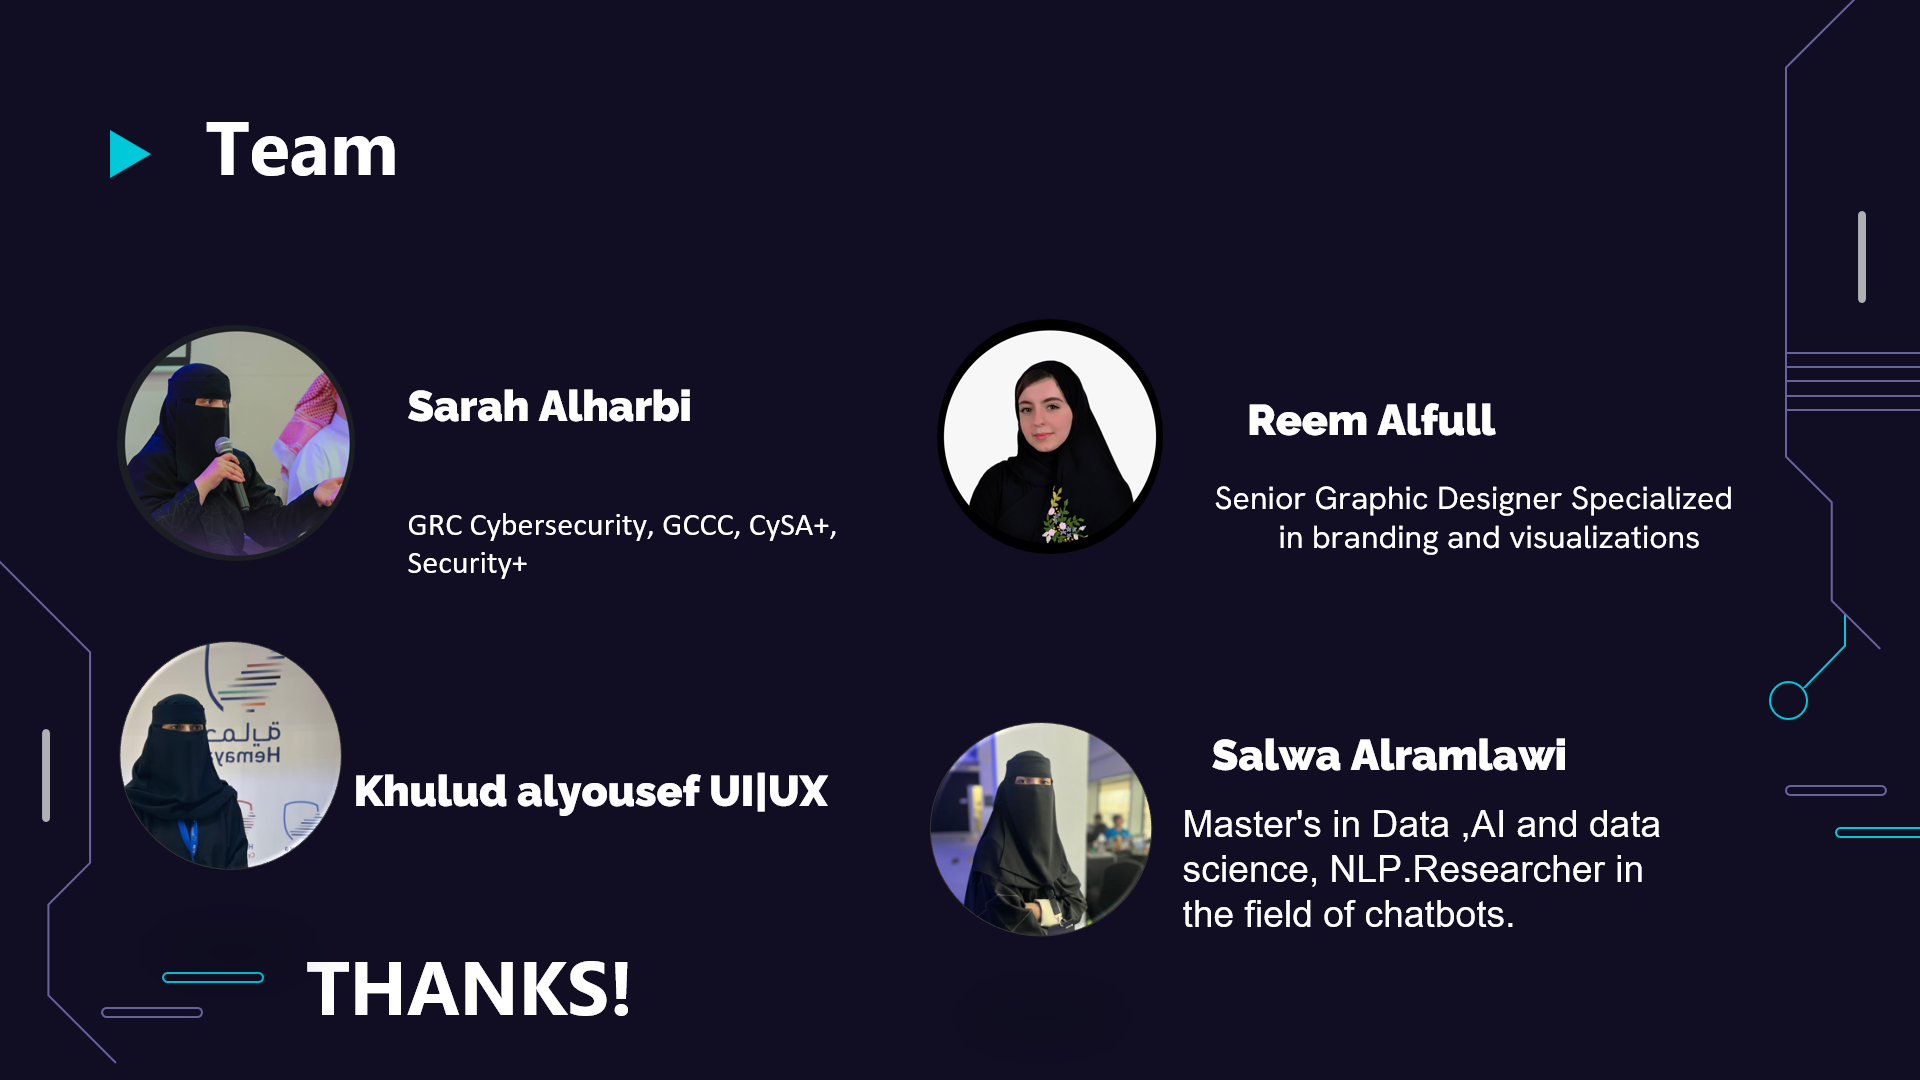 Team
Sarah Alharbi
GRC Cybersecurity, GCCC, CySA+,
Security+
Reem Alfull
Senior Graphic Designer Specialized
in branding and visualizations
حماية
Hemaya
Khulud alyousef UI|UX
Salwa Alramlawi
Master's in Data ,AI and data
science, NLP.Researcher in
the field of chatbots.
THANKS!